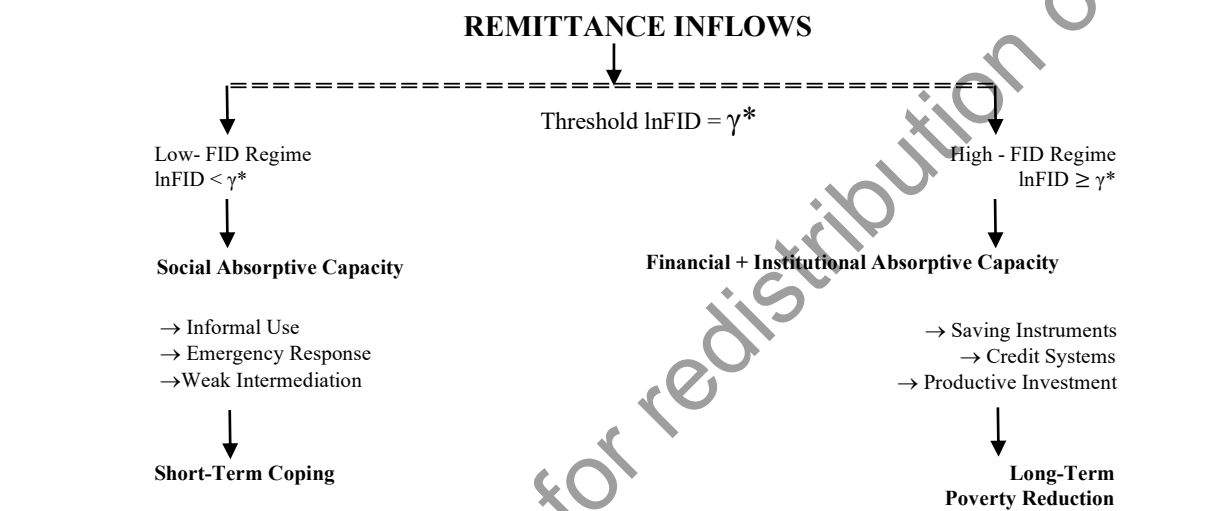 REMITTANCE INFLOWS
Threshold lnFID = γ*
Low- FID Regime
lnFID < γ*
High - FID Regime
lnFID ≥ γ*
Social Absorptive Capacity
Financial + Institutional Absorptive Capacity
→ Informal Use
→ Emergency Response
→Weak Intermediation
→ Saving Instruments
→ Credit Systems
→ Productive Investment
Short-Term Coping
Long-Term
Poverty Reduction
for redistribution